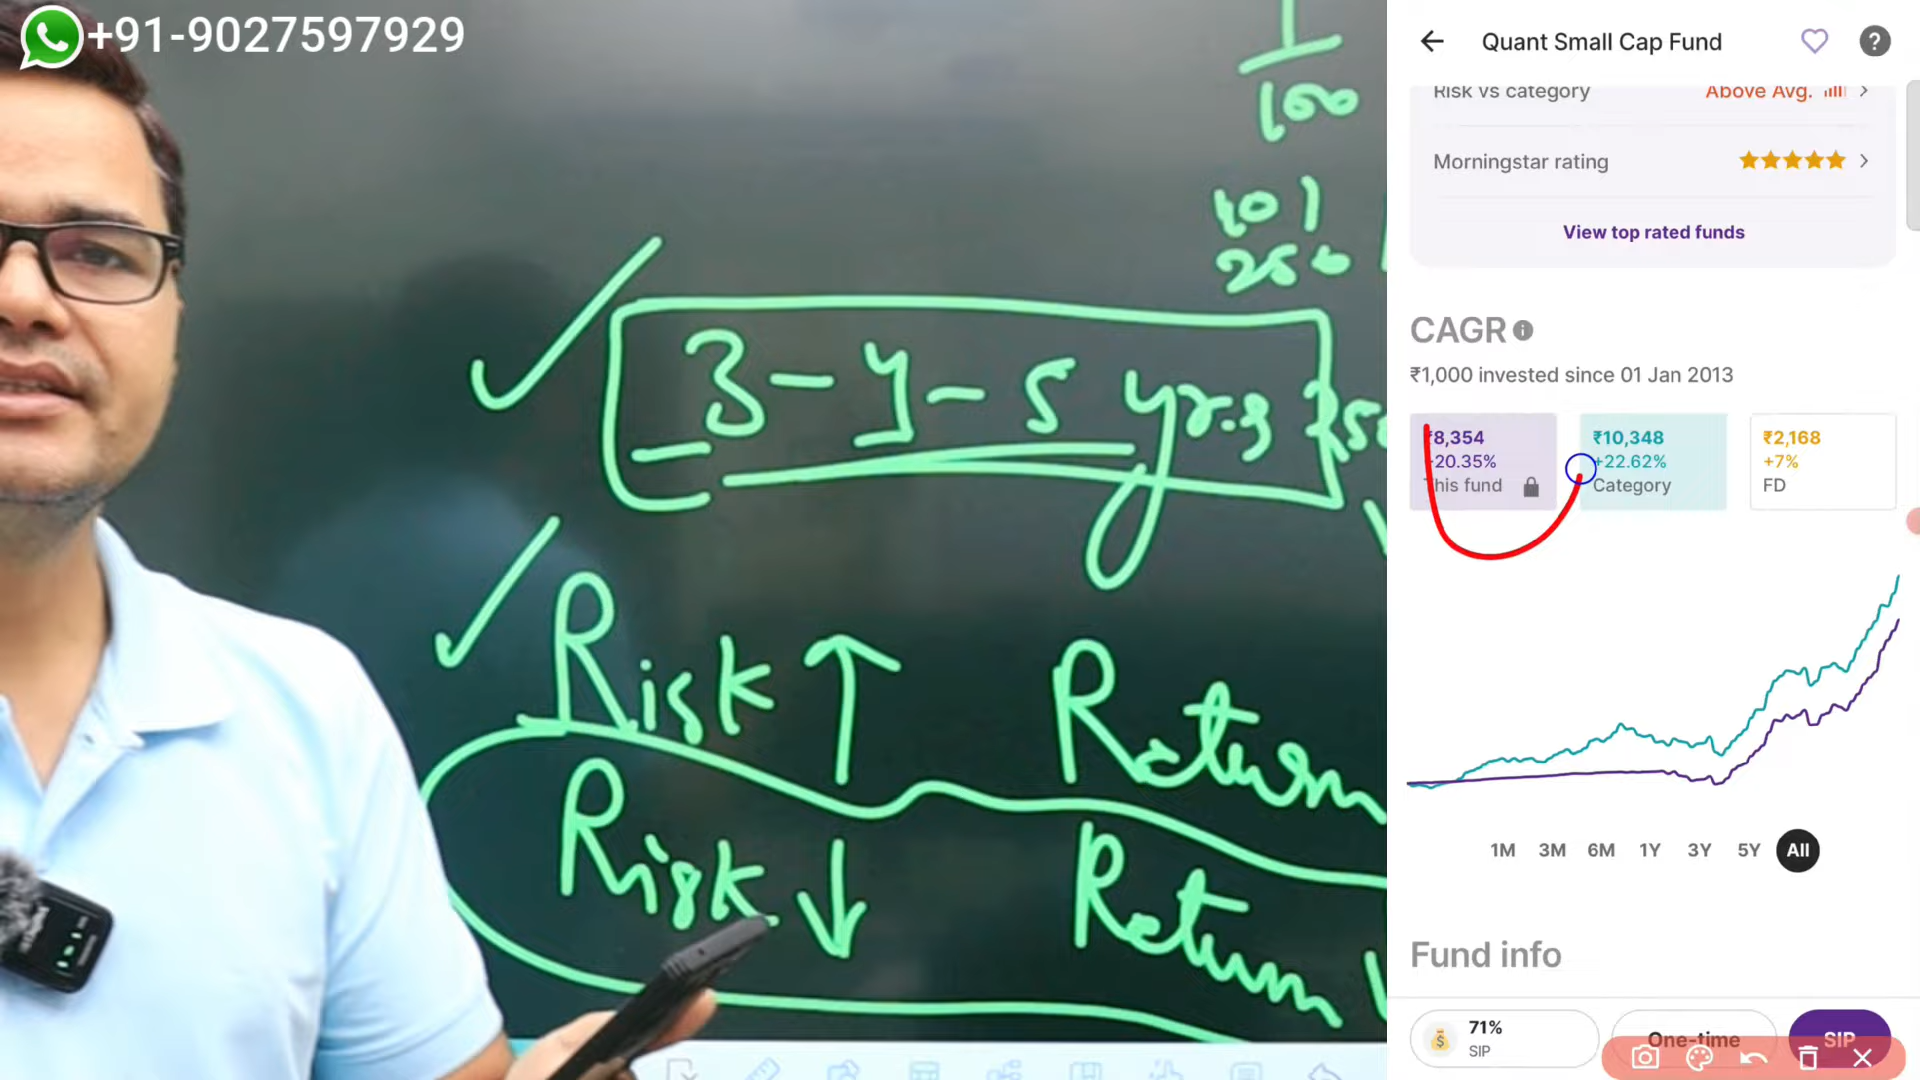 +91-9027597929
1
100
101
250
3-4-5 yrs
Risk ↑ Return
Risk ↓ Return
Quant Small Cap Fund
?
Risk vs category Above Avg.
Morningstar rating
View top rated funds
CAGR
₹1,000 invested since 01 Jan 2013
₹8,354
+20.35%
This fund
₹10,348
+22.62%
Category
₹2,168
+7%
FD
1M 3M 6M 1Y 3Y 5Y All
Fund info
71%
SIP
One-time
SIP